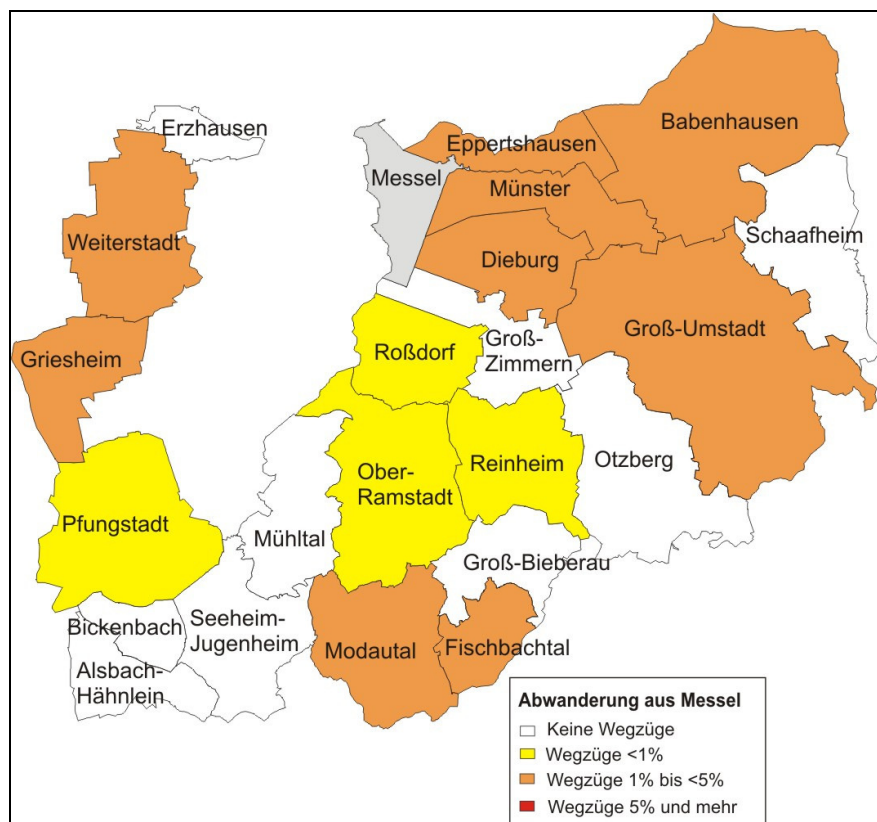 Erzhausen
Babenhausen
Eppertshausen
Messel
Münster
Weiterstadt
Schaafheim
Dieburg
Groß-Umstadt
Griesheim
Roßdorf
Groß-
Zimmern
Ober-
Ramstadt
Reinheim
Otzberg
Pfungstadt
Mühltal
Groß-Bieberau
Seeheim-
Jugenheim
Bickenbach
Modautal
Fischbachtal
Alsbach-
Hähnlein
Abwanderung aus Messel
Keine Wegzüge
Wegzüge <1%
Wegzüge 1% bis <5%
Wegzüge 5% und mehr